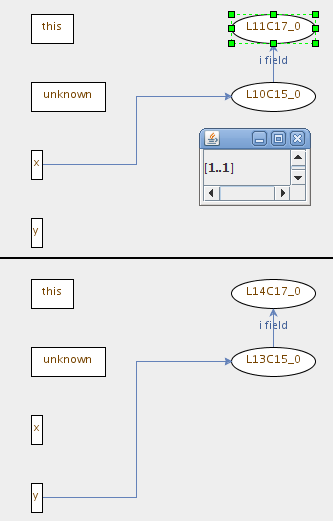 this
L11C17_0
i field
unknown
L10C15_0
x
[1..1]
y
this
L14C17_0
i field
unknown
L13C15_0
x
y